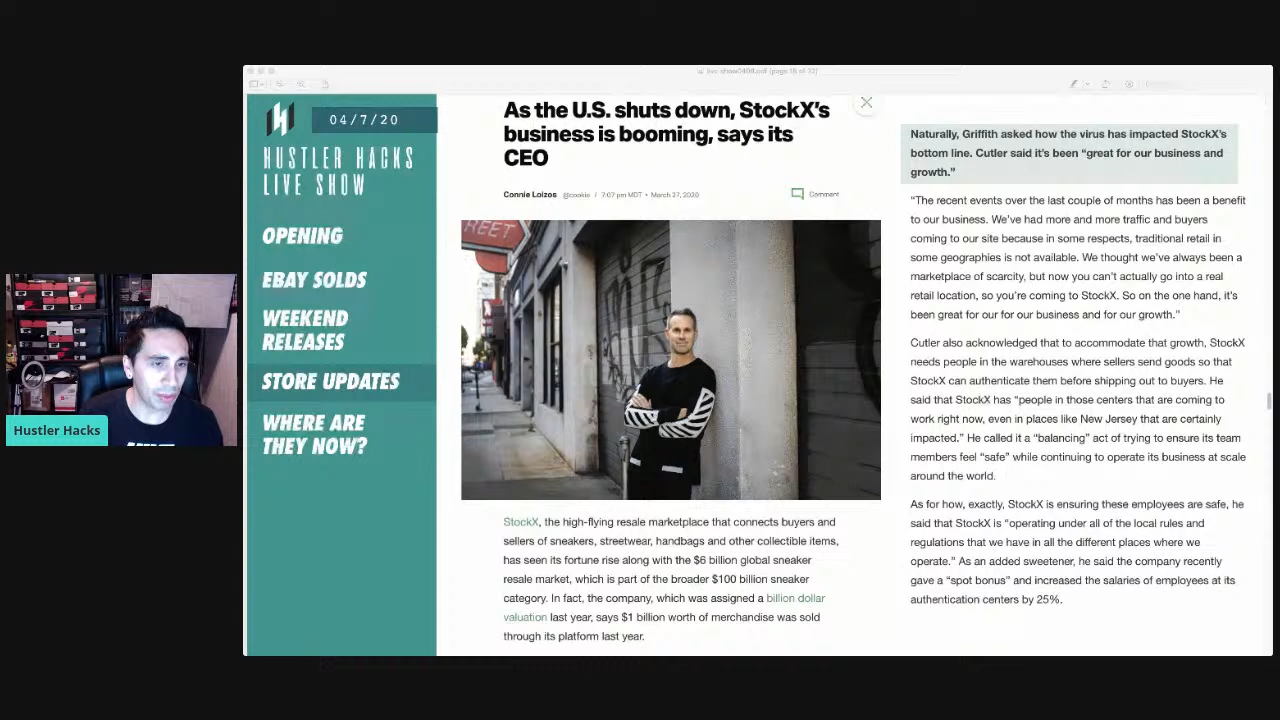 04/7/20
HUSTLER HACKS
LIVE SHOW
OPENING
EBAY SOLDS
WEEKEND
RELEASES
STORE UPDATES
WHERE ARE
THEY NOW?
Hustler Hacks
As the U.S. shuts down, StockX’s
business is booming, says its
CEO
Connie Loizos @cookie / 7:07 pm MDT • March 27, 2020
Comment
REET
StockX, the high-flying resale marketplace that connects buyers and
sellers of sneakers, streetwear, handbags and other collectible items,
has seen its fortune rise along with the $6 billion global sneaker
resale market, which is part of the broader $100 billion sneaker
category. In fact, the company, which was assigned a billion dollar
valuation last year, says $1 billion worth of merchandise was sold
through its platform last year.
Naturally, Griffith asked how the virus has impacted StockX’s
bottom line. Cutler said it’s been “great for our business and
growth.”
“The recent events over the last couple of months has been a benefit
to our business. We’ve had more and more traffic and buyers
coming to our site because in some respects, traditional retail in
some geographies is not available. We thought we’ve always been a
marketplace of scarcity, but now you can’t actually go into a real
retail location, so you’re coming to StockX. So on the one hand, it’s
been great for our for our business and for our growth.”
Cutler also acknowledged that to accommodate that growth, StockX
needs people in the warehouses where sellers send goods so that
StockX can authenticate them before shipping out to buyers. He
said that StockX has “people in those centers that are coming to
work right now, even in places like New Jersey that are certainly
impacted.” He called it a “balancing” act of trying to ensure its team
members feel “safe” while continuing to operate its business at scale
around the world.
As for how, exactly, StockX is ensuring these employees are safe, he
said that StockX is “operating under all of the local rules and
regulations that we have in all the different places where we
operate.” As an added sweetener, he said the company recently
gave a “spot bonus” and increased the salaries of employees at its
authentication centers by 25%.